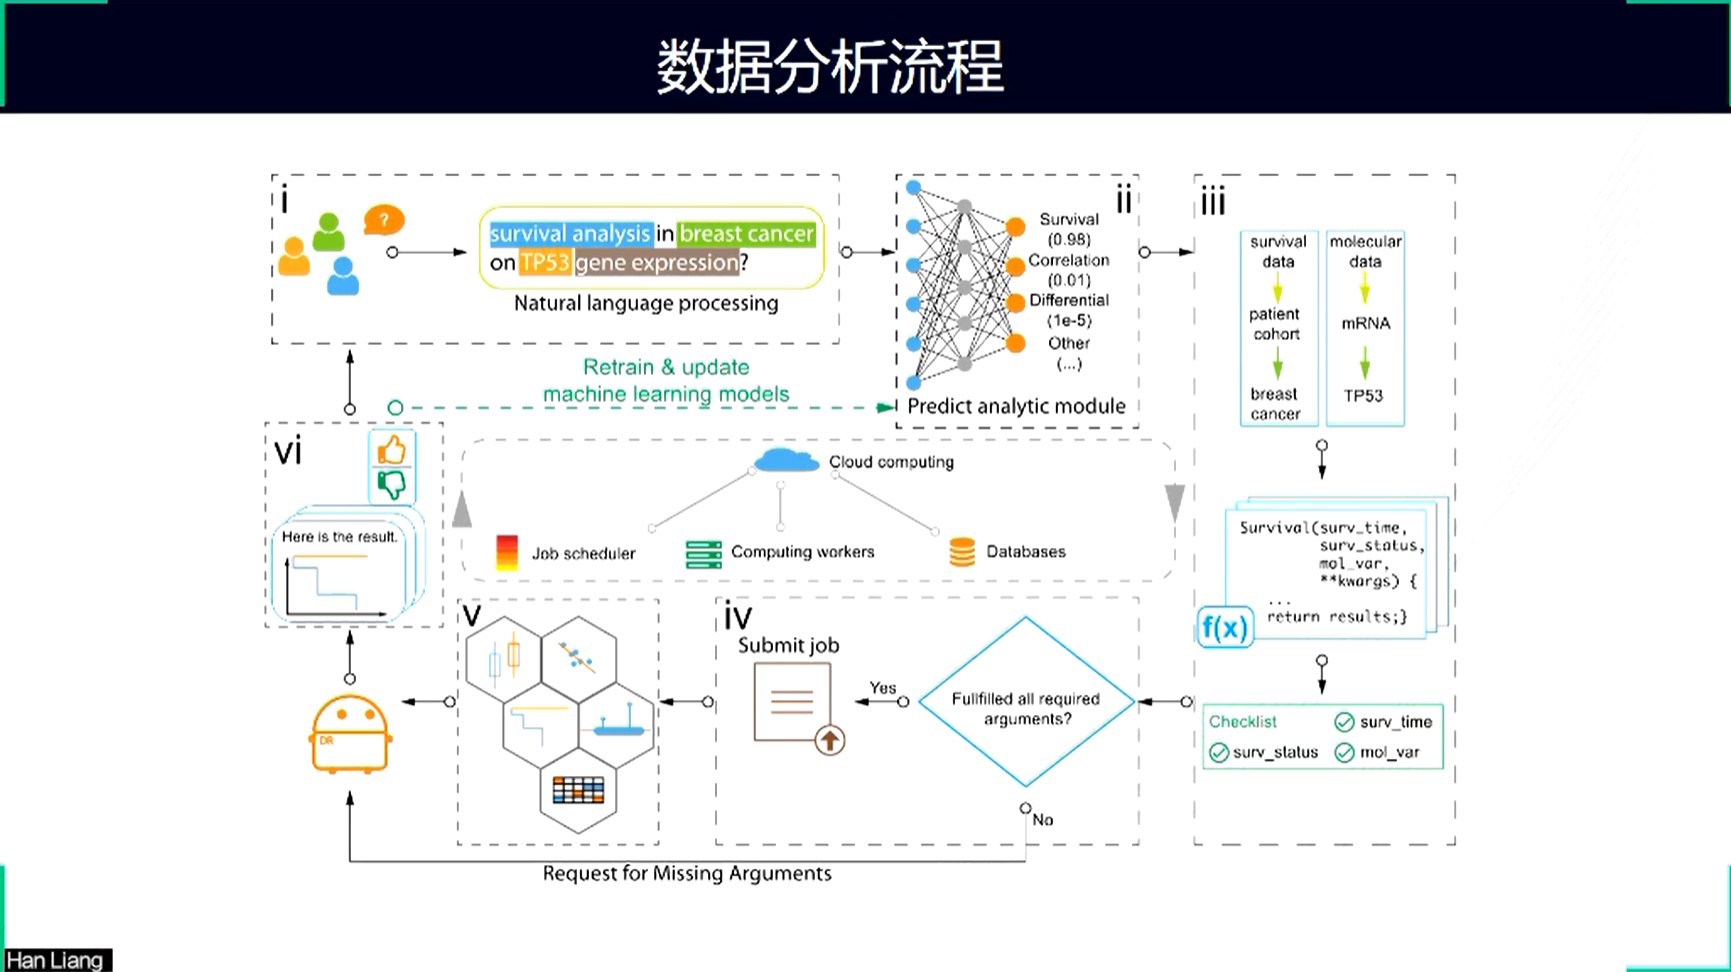 数据分析流程
i
?
survival analysis in breast cancer
on TP53 gene expression?
Natural language processing
ii
Survival
(0.98)
Correlation
(0.01)
Differential
(1e-5)
Other
(...)
Predict analytic module
iii
survival
data
patient
cohort
breast
cancer
molecular
data
mRNA
TP53
Survival(surv_time,
surv_status,
mol_var,
**kwargs) {
...
return results;}
f(x)
Checklist
surv_time
surv_status
mol_var
iv
Submit job
Yes
Fullfilled all required
arguments?
No
Request for Missing Arguments
v
DR
vi
Here is the result.
Retrain & update
machine learning models
Cloud computing
Job scheduler
Computing workers
Databases
Han Liang